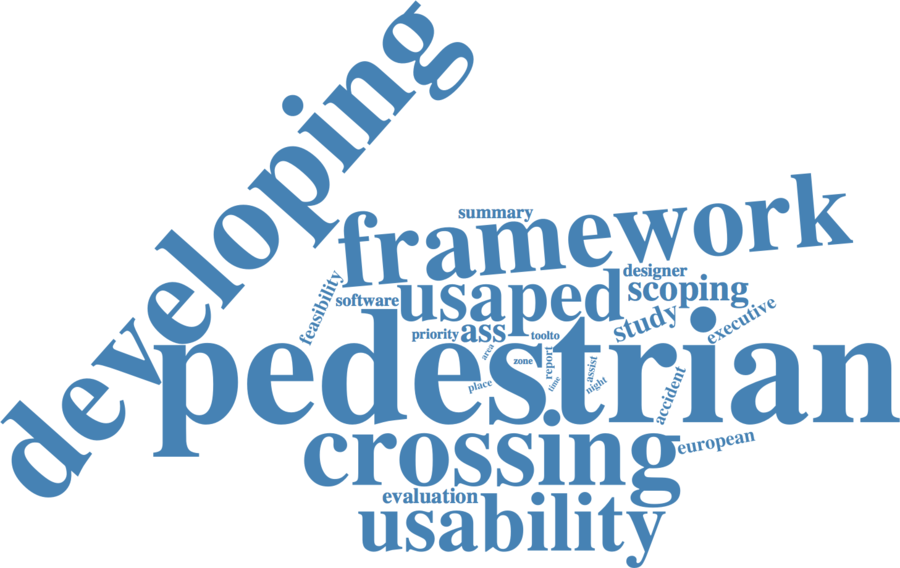 developing
summary
framework
designer
feasibility
software
usaped
scoping
priority
ass
toolto
study
executive
pedestrian
area
zone
report
time
place
assist
night
accident
crossing
european
evaluation
usability